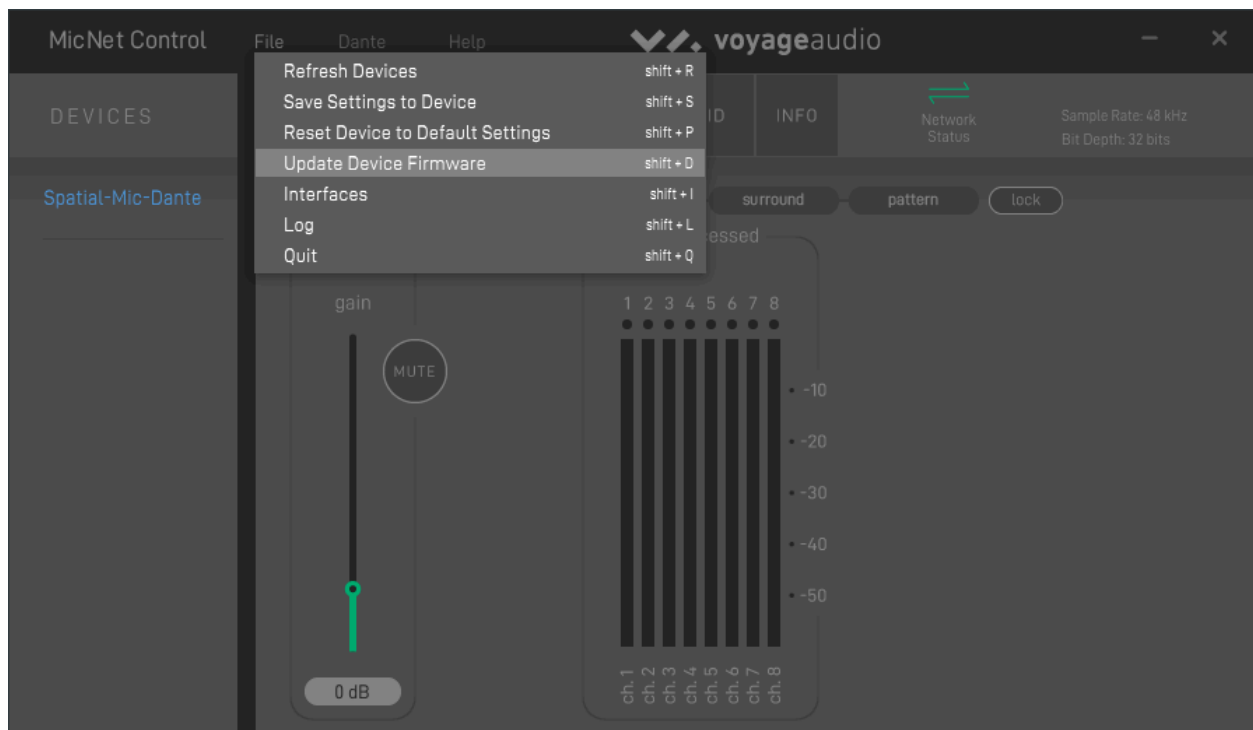 MicNet Control File Dante Help voyageaudio
Refresh Devices shift + R
Save Settings to Device shift + S
Reset Device to Default Settings shift + P
Update Device Firmware shift + D
Interfaces shift + I
Log shift + L
Quit shift + Q
DEVICES
INFO
Network
Status
Sample Rate: 48 kHz
Bit Depth: 32 bits
Spatial-Mic-Dante
surround pattern lock
gain
MUTE
0 dB
1 2 3 4 5 6 7 8
-10
-20
-30
-40
-50
ch. 1 ch. 2 ch. 3 ch. 4 ch. 5 ch. 6 ch. 7 ch. 8